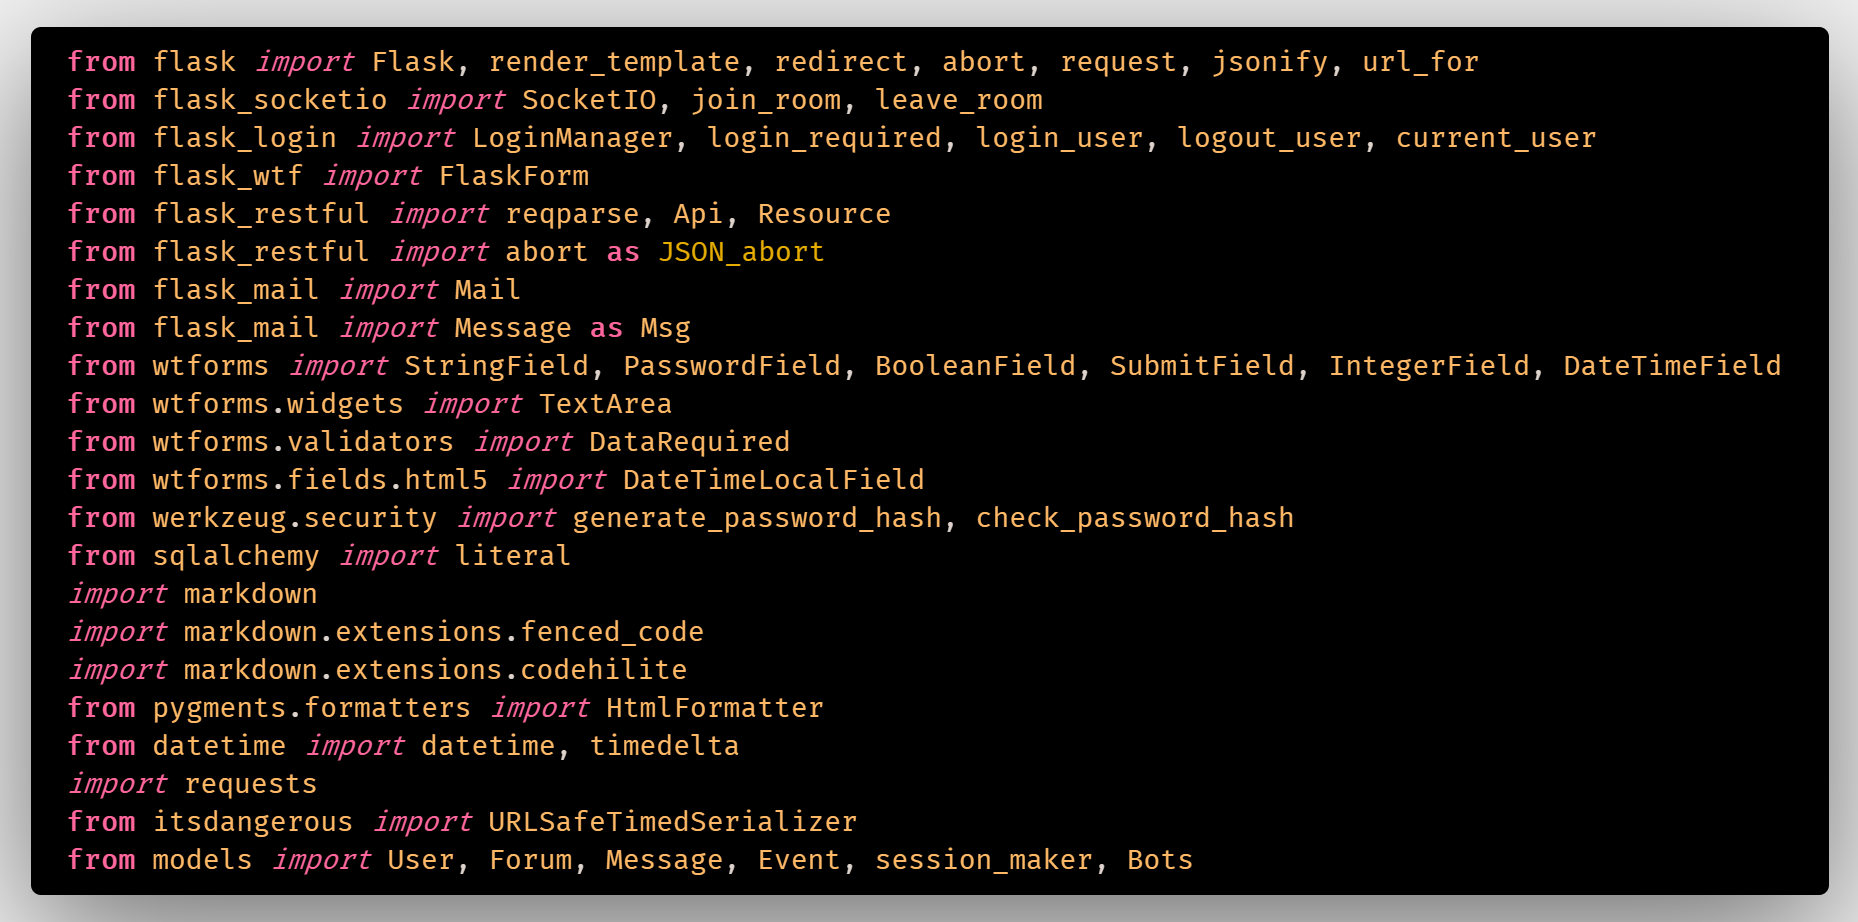 from flask import Flask, render_template, redirect, abort, request, jsonify, url_for
from flask_socketio import SocketIO, join_room, leave_room
from flask_login import LoginManager, login_required, login_user, logout_user, current_user
from flask_wtf import FlaskForm
from flask_restful import reqparse, Api, Resource
from flask_restful import abort as JSON_abort
from flask_mail import Mail
from flask_mail import Message as Msg
from wtforms import StringField, PasswordField, BooleanField, SubmitField, IntegerField, DateTimeField
from wtforms.widgets import TextArea
from wtforms.validators import DataRequired
from wtforms.fields.html5 import DateTimeLocalField
from werkzeug.security import generate_password_hash, check_password_hash
from sqlalchemy import literal
import markdown
import markdown.extensions.fenced_code
import markdown.extensions.codehilite
from pygments.formatters import HtmlFormatter
from datetime import datetime, timedelta
import requests
from itsdangerous import URLSafeTimedSerializer
from models import User, Forum, Message, Event, session_maker, Bots